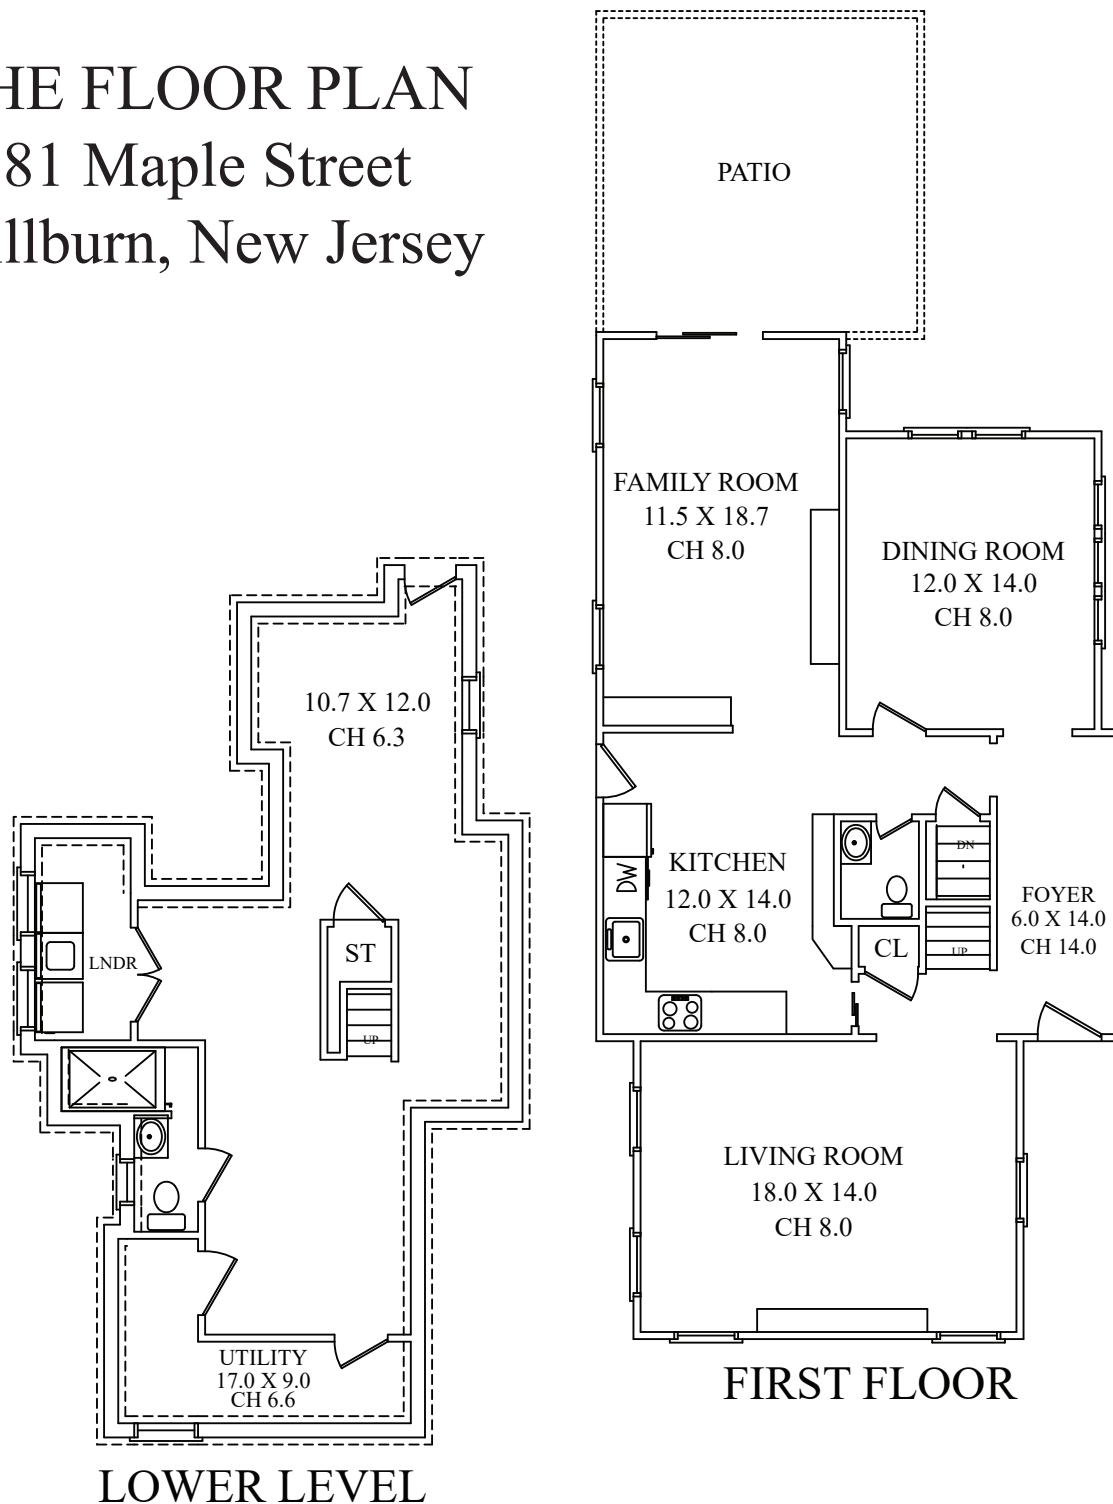 HE FLOOR PLAN
81 Maple Street
illburn, New Jersey
PATIO
FAMILY ROOM
11.5 X 18.7
CH 8.0
DINING ROOM
12.0 X 14.0
CH 8.0
10.7 X 12.0
CH 6.3
KITCHEN
12.0 X 14.0
CH 8.0
DW
DN
UP
CL
FOYER
6.0 X 14.0
CH 14.0
ST
UP
LNDR
LIVING ROOM
18.0 X 14.0
CH 8.0
UTILITY
17.0 X 9.0
CH 6.6
FIRST FLOOR
LOWER LEVEL